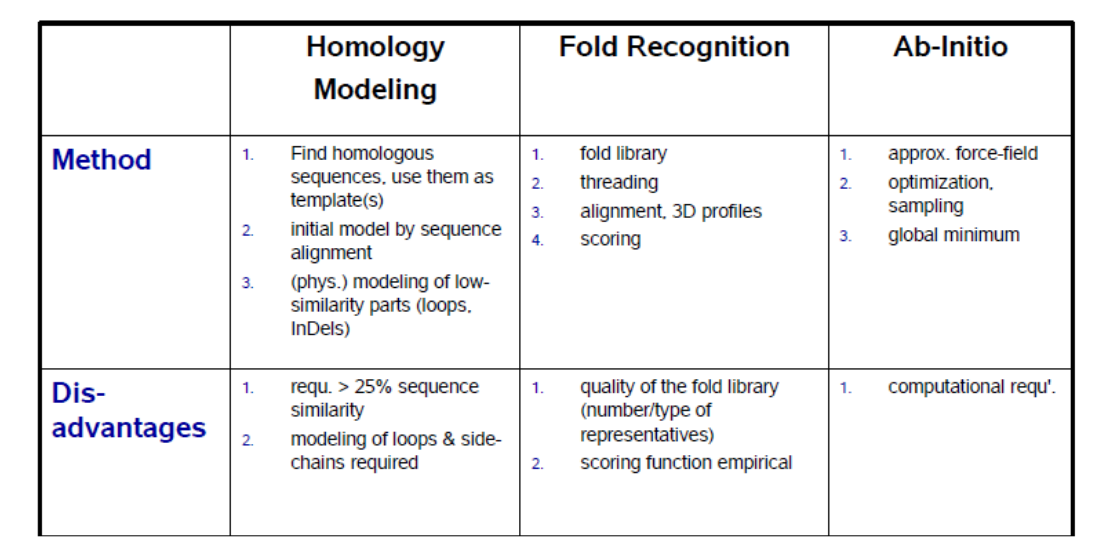 Homology
Modeling
Fold Recognition
Ab-Initio
Method
1. Find homologous
sequences, use them as
template(s)
2. initial model by sequence
alignment
3. (phys.) modeling of low-
similarity parts (loops,
InDels)
1. fold library
2. threading
3. alignment, 3D profiles
4. scoring
1. approx. force-field
2. optimization,
sampling
3. global minimum
Dis-
advantages
1. requ. > 25% sequence
similarity
2. modeling of loops & side-
chains required
1. quality of the fold library
(number/type of
representatives)
2. scoring function empirical
1. computational requ'.